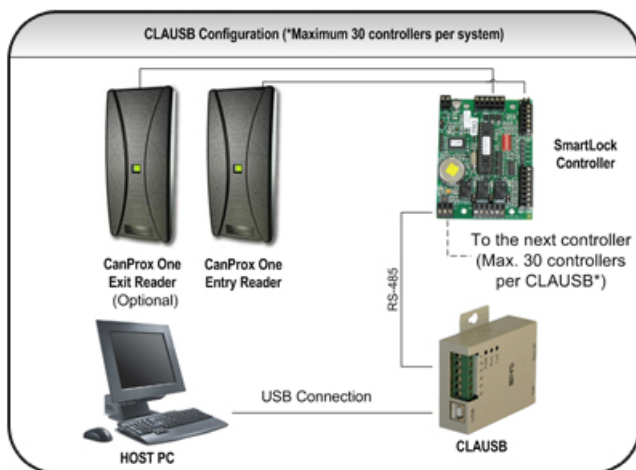 CLAUSB Configuration (*Maximum 30 controllers per system)
SmartLock
Controller
CanProx One
Exit Reader
(Optional)
CanProx One
Entry Reader
To the next controller
(Max. 30 controllers
per CLAUSB*)
RS-485
USB Connection
HOST PC
CLAUSB
CLAUSB